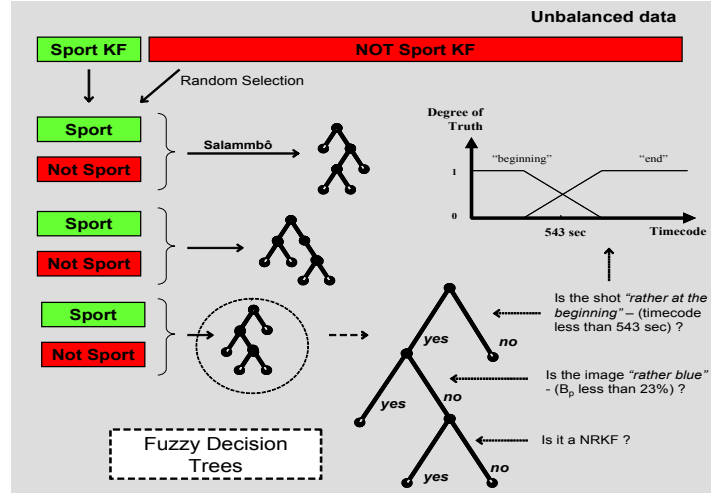 Unbalanced data
Sport KF
NOT Sport KF
Random Selection
Sport
Not Sport
Salammbô
Sport
Not Sport
Sport
Not Sport
Degree of
Truth
"beginning"
"end"
1
0
543 sec
Timecode
Is the shot "rather at the
beginning" – (timecode
less than 543 sec) ?
yes
no
Is the image "rather blue"
- (Bp less than 23%) ?
yes
no
Is it a NRKF ?
yes
no
Fuzzy Decision
Trees